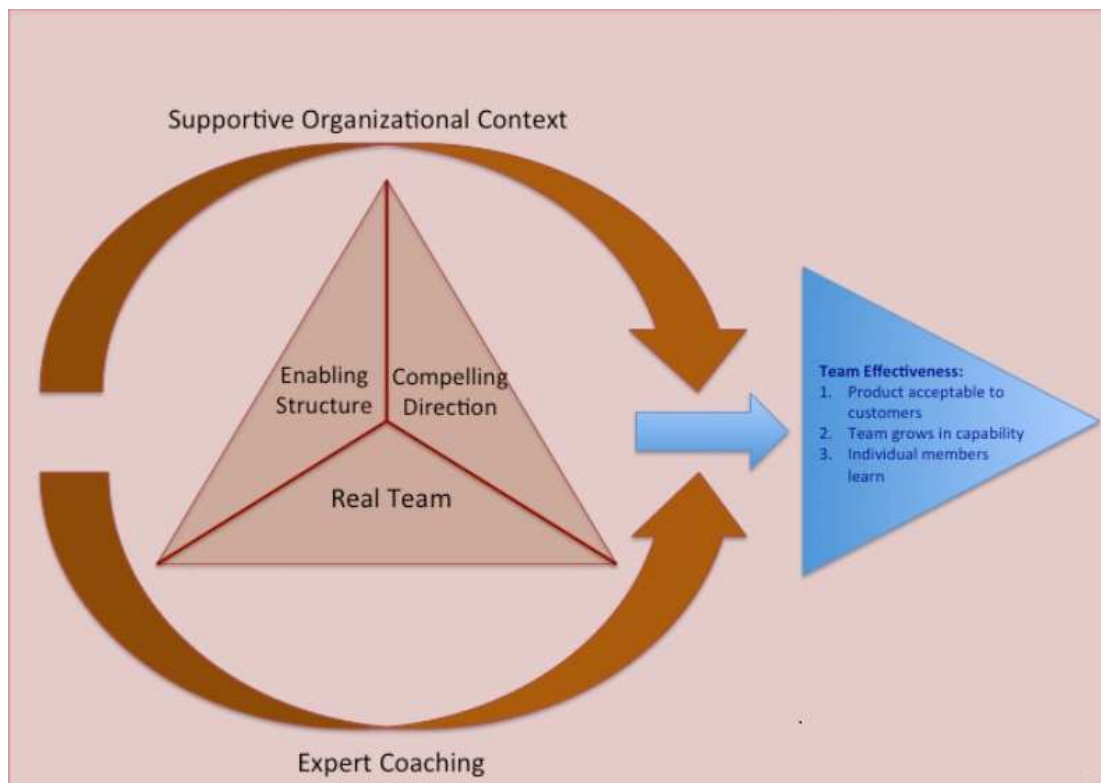 Supportive Organizational Context
Enabling
Structure
Compelling
Direction
Real Team
Team Effectiveness:
1. Product acceptable to
customers
2. Team grows in capability
3. Individual members
learn
Expert Coaching